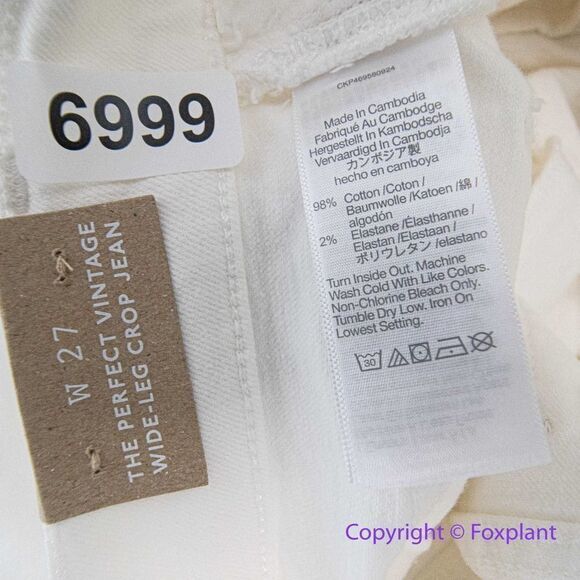 6999
W 27
THE PERFECT VINTAGE
WIDE-LEG CROP JEAN
CKP469560924
Made In Cambodia
Fabriqué Au Cambodge
Hergestellt In Kambodscha
Vervaardigd In Cambodja
カンボジア製
hecho en camboya
98% Cotton /Coton /
Baumwolle /Katoen /綿/
algodón
2% Elastane /Élasthanne /
Elastan /Elastaan /
ポリウレタン /elastano
Turn Inside Out. Machine
Wash Cold With Like Colors.
Non-Chlorine Bleach Only.
Tumble Dry Low. Iron On
Lowest Setting.
30
Copyright © Foxplant